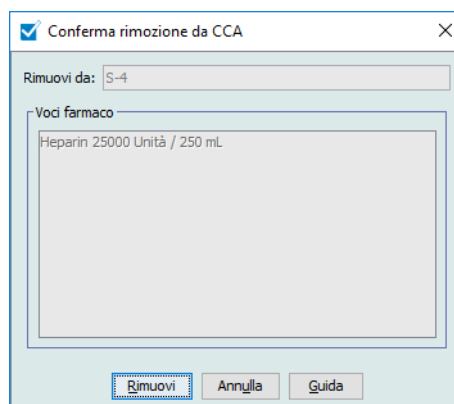 Conferma rimozione da CCA
Rimuovi da: S-4
Voci farmaco
Heparin 25000 Unità / 250 mL
Rimuovi Annulla Guida